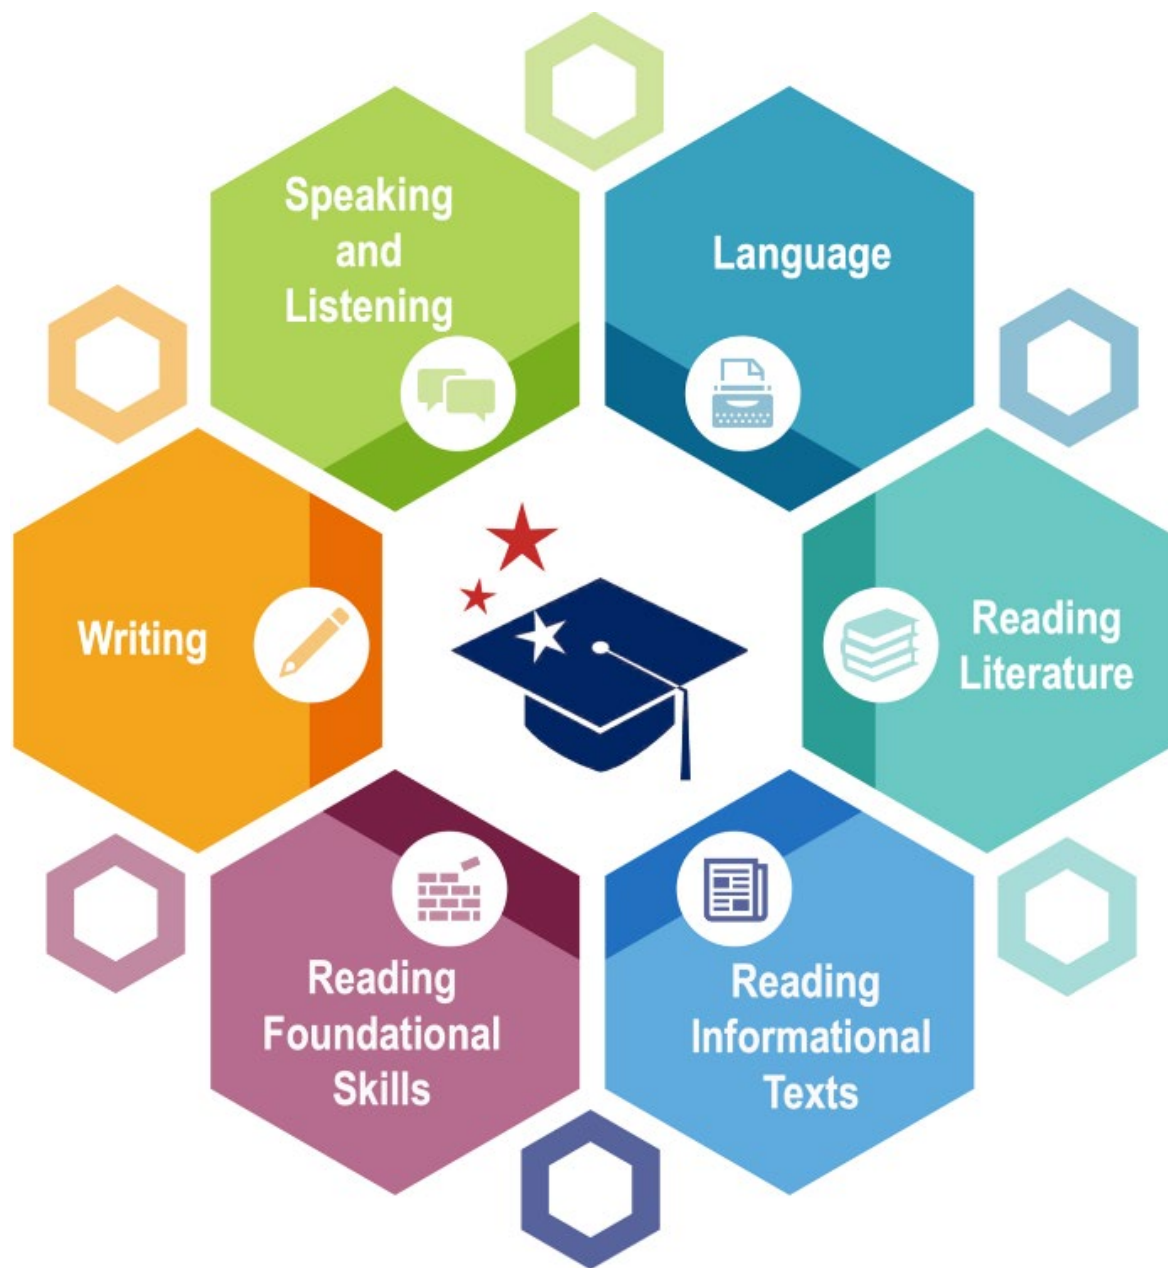 Speaking
and
Listening
Language
Writing
Reading
Literature
Reading
Foundational
Skills
Reading
Informational
Texts